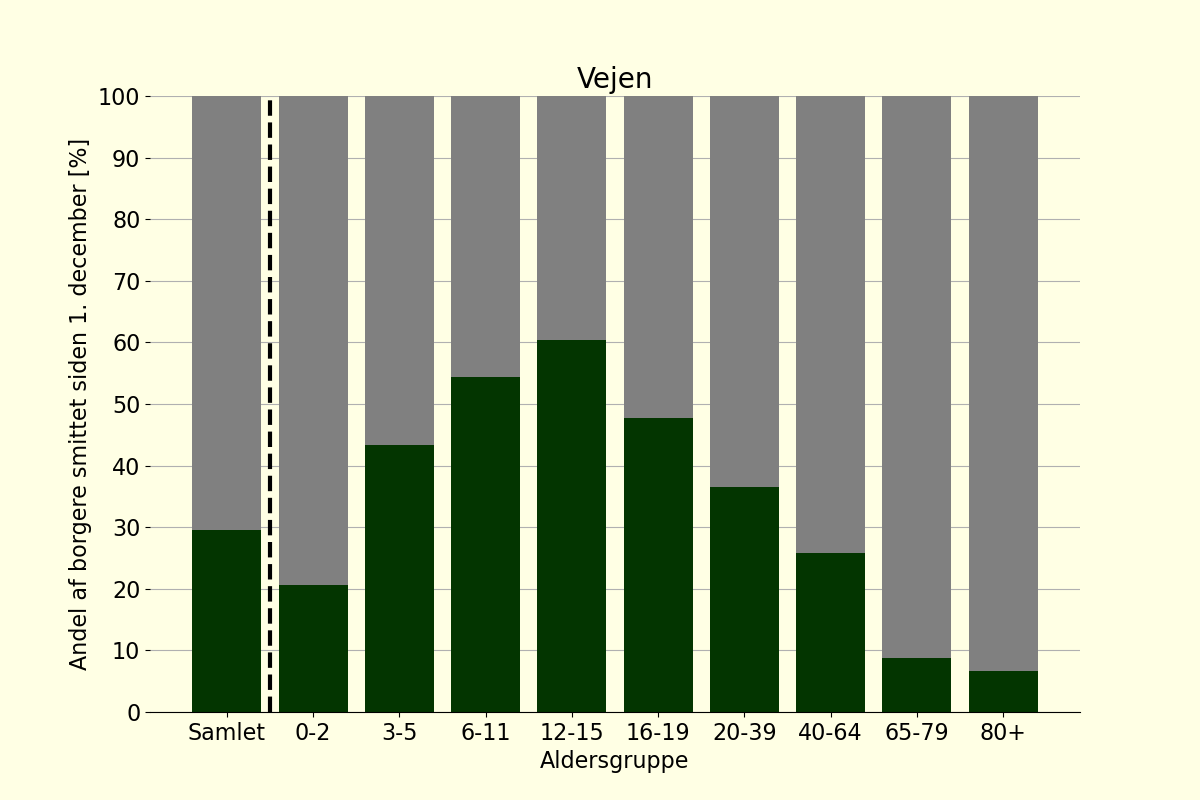 Vejen
Andel af borgere smittet siden 1. december [%]
100
90
80
70
60
50
40
30
20
10
0
Samlet 0-2 3-5 6-11 12-15 16-19 20-39 40-64 65-79 80+
Aldersgruppe